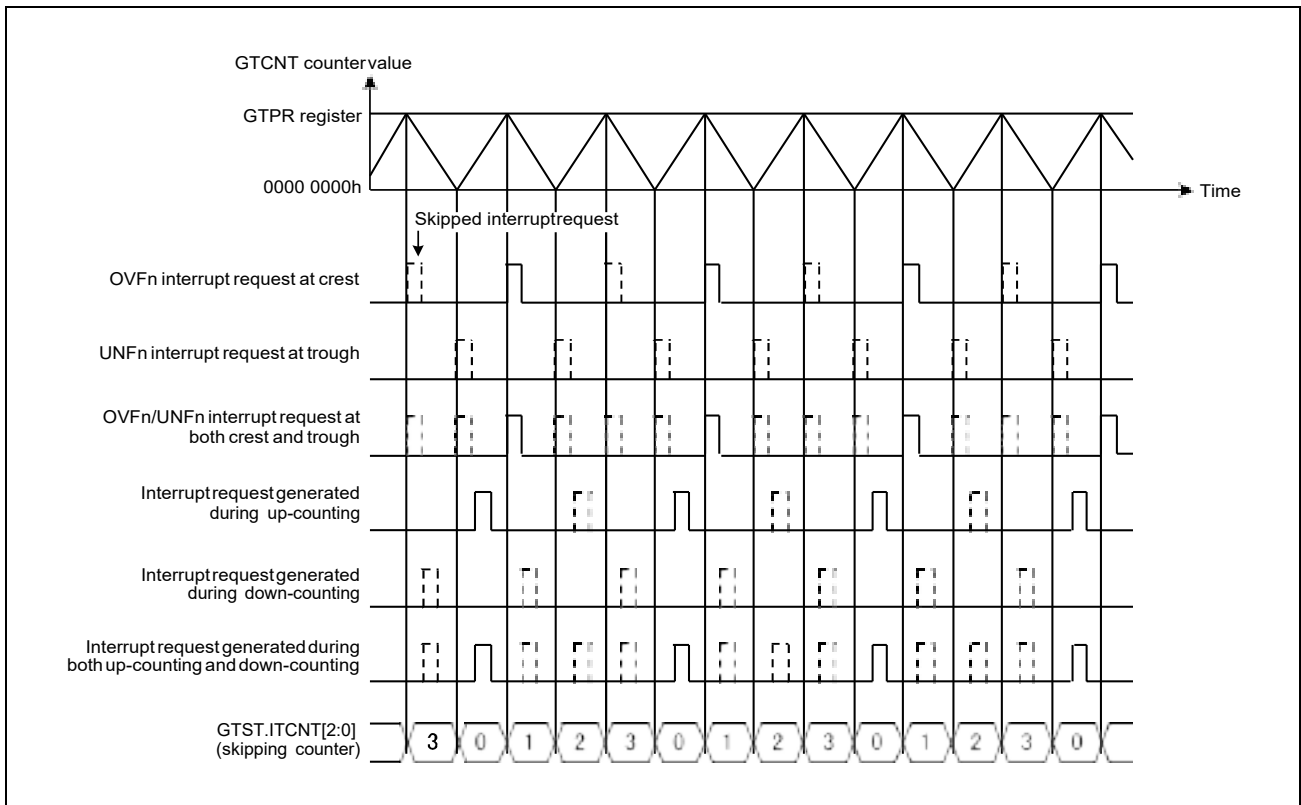 GTCNT counter value
GTPR register
0000 0000h
Time
Skipped interrupt request
OVFn interrupt request at crest
UNFn interrupt request at trough
OVFn/UNFn interrupt request at
both crest and trough
Interrupt request generated
during up-counting
Interrupt request generated
during down-counting
Interrupt request generated during
both up-counting and down-counting
GTST.ITCNT[2:0]
(skipping counter)
3 0 1 2 3 0 1 2 3 0 1 2 3 0